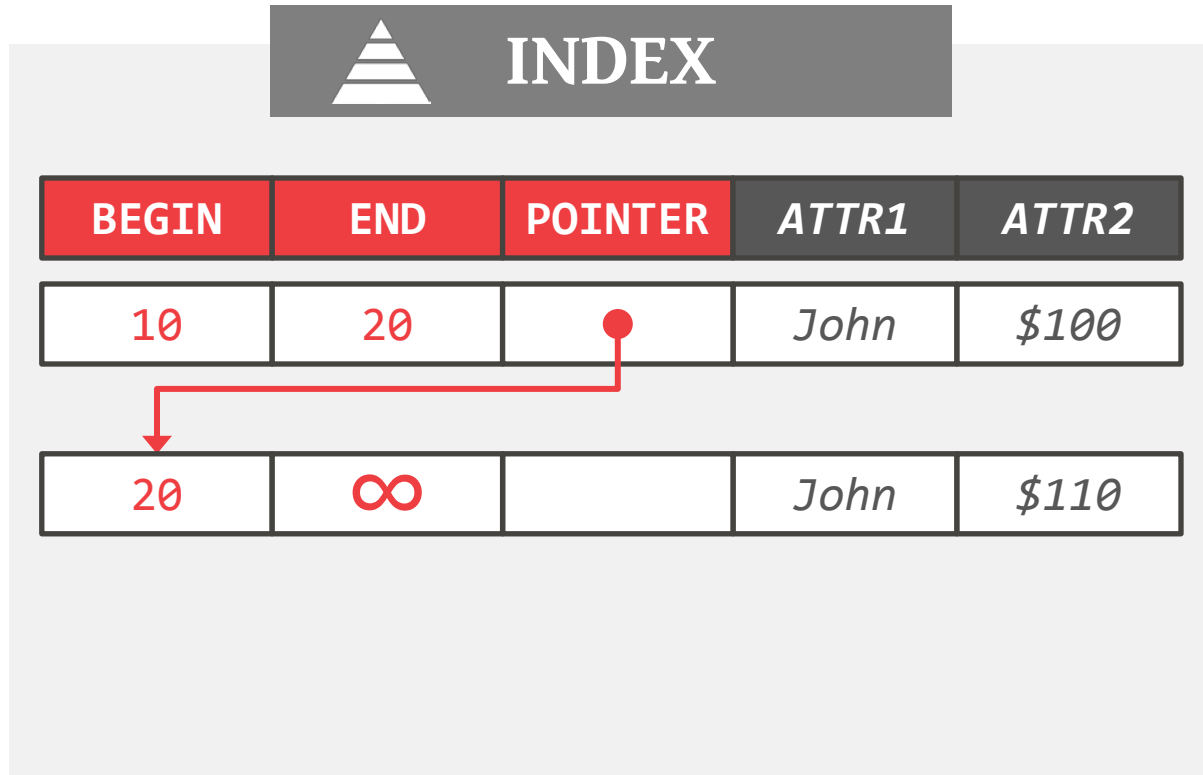 INDEX
BEGIN END POINTER ATTR1 ATTR2
10 20 John $100
20 ∞ John $110